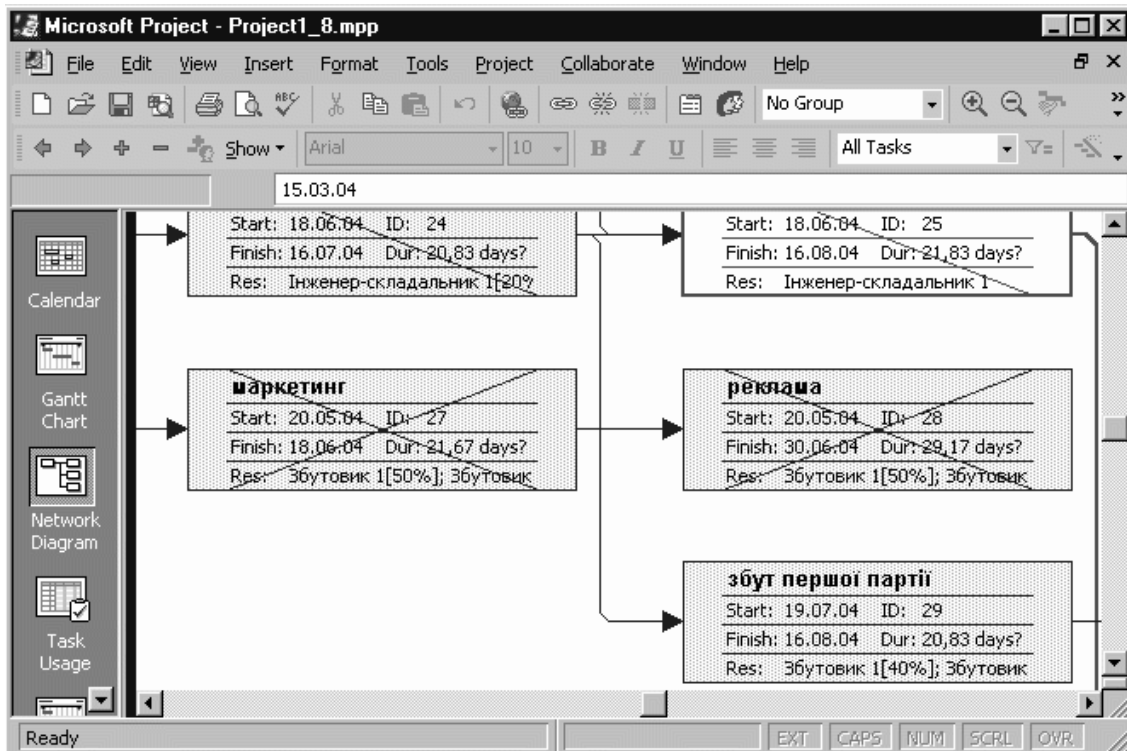 Microsoft Project - Project1_8.mpp
File Edit View Insert Format Tools Project Collaborate Window Help
No Group
Show Arial 10 B I U All Tasks
15.03.04
Calendar
Gantt
Chart
Network
Diagram
Task
Usage
Start: 18.06.04 ID: 24
Finish: 16.07.04 Dur: 20,83 days?
Res: Інженер-складальник 1[20%
Start: 18.06.04 ID: 25
Finish: 16.08.04 Dur: 21,83 days?
Res: Інженер-складальник 1
маркетинг
Start: 20.05.04 ID: 27
Finish: 18.06.04 Dur: 21,67 days?
Res: Збутовик 1[50%]; Збутовик
реклама
Start: 20.05.04 ID: 28
Finish: 30.06.04 Dur: 29,17 days?
Res: Збутовик 1[50%]; Збутовик
збут першої партії
Start: 19.07.04 ID: 29
Finish: 16.08.04 Dur: 20,83 days?
Res: Збутовик 1[40%]; Збутовик
Ready EXT CAPS NUM SCRL OVR